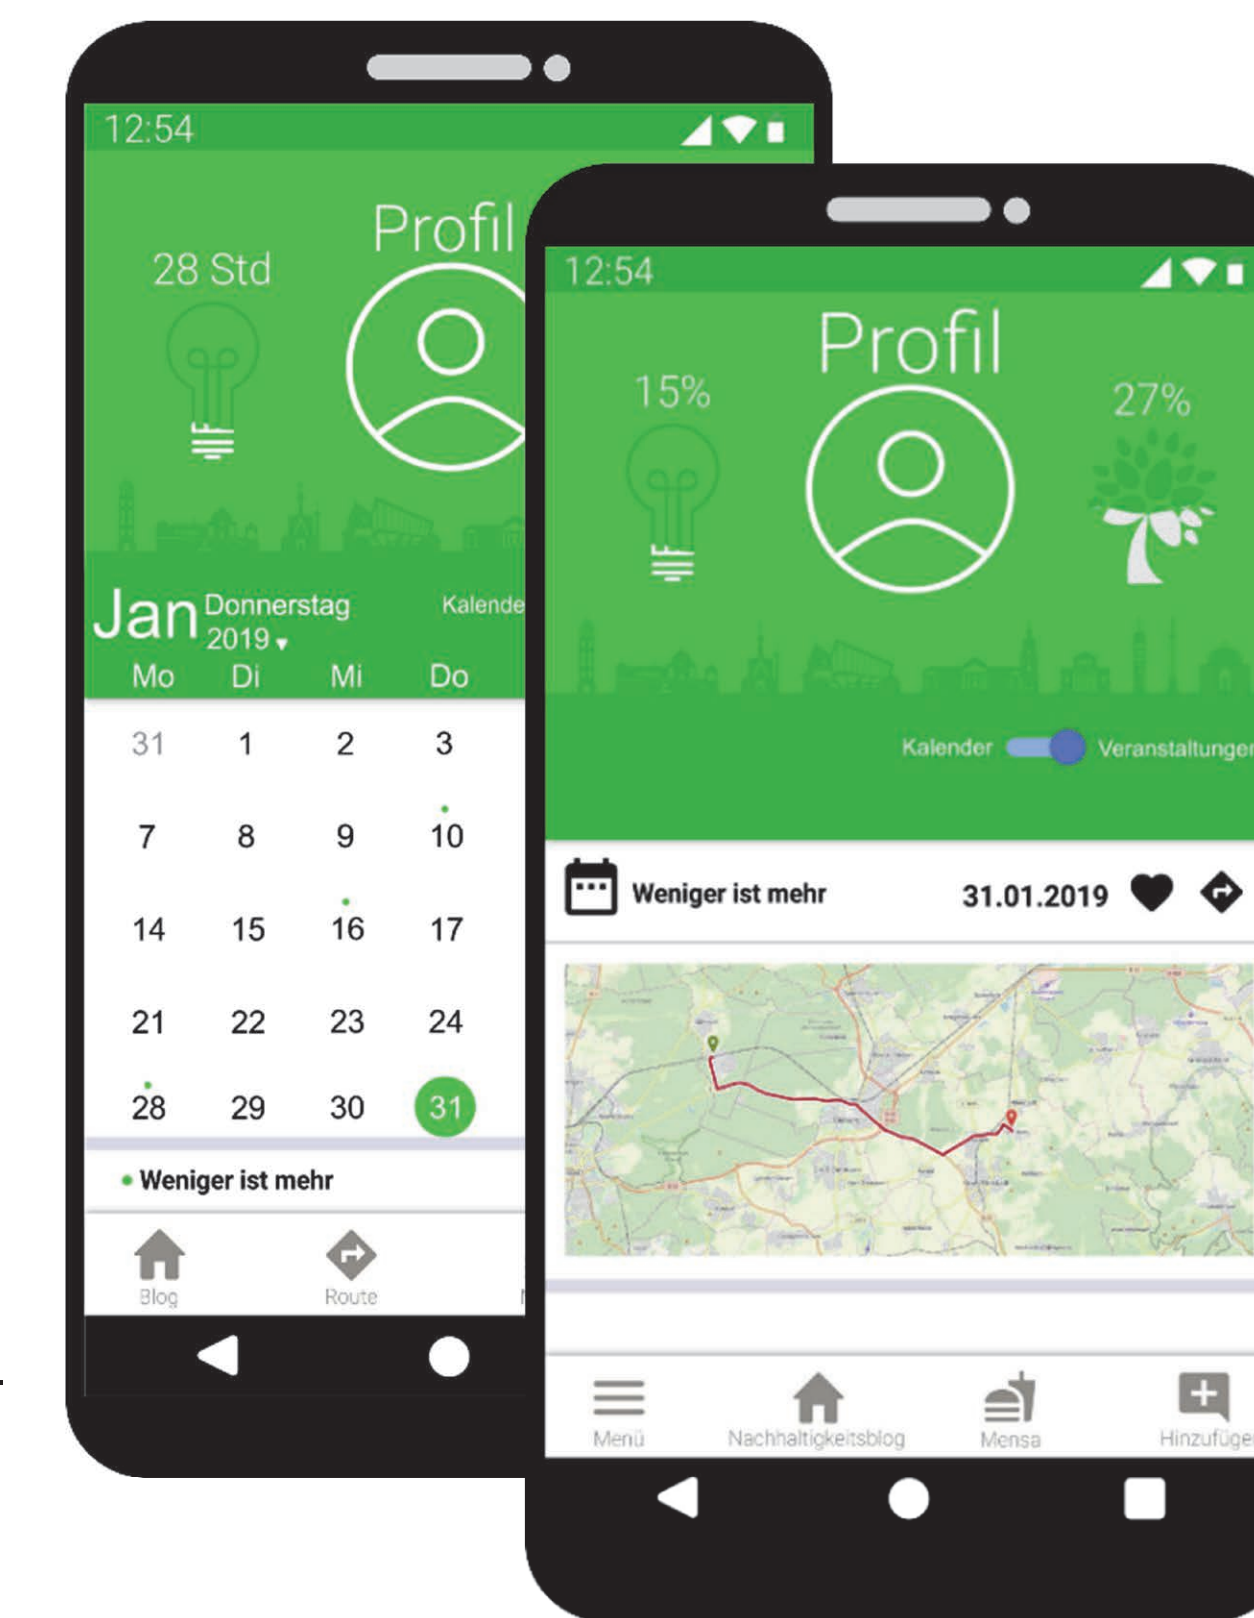 12:54
Profil
28 Std
Jan Donnerstag
2019
Kalende
Mo Di Mi Do
31 1 2 3
7 8 9 10
14 15 16 17
21 22 23 24
28 29 30 31
Weniger ist mehr
Blog Route
12:54
Profil
15% 27%
Kalender Veranstaltungen
Weniger ist mehr 31.01.2019
Menü Nachhaltigkeitsblog Mensa Hinzufüge